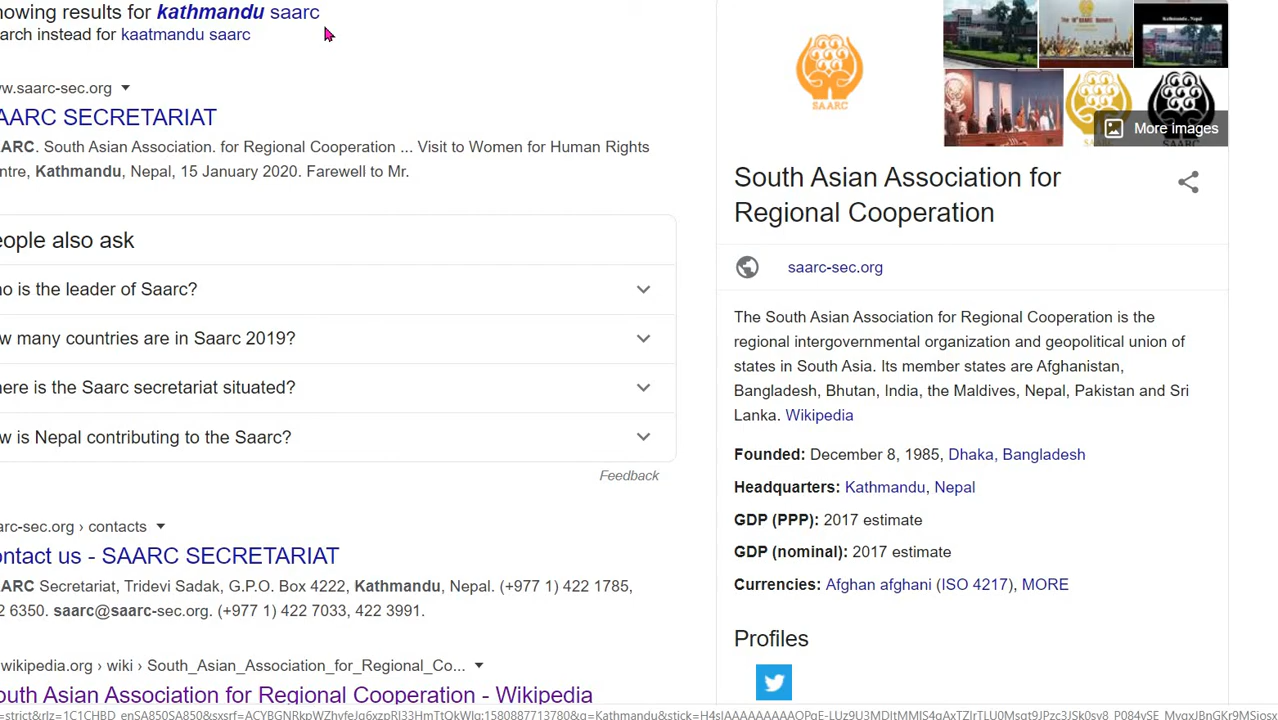 howing results for kathmandu saarc
arch instead for kaatmandu saarc
w.saarc-sec.org
AARC SECRETARIAT
AARC. South Asian Association. for Regional Cooperation ... Visit to Women for Human Rights
ntre, Kathmandu, Nepal, 15 January 2020. Farewell to Mr.
eople also ask
ho is the leader of Saarc?
w many countries are in Saarc 2019?
here is the Saarc secretariat situated?
w is Nepal contributing to the Saarc?
Feedback
arc-sec.org › contacts
ontact us - SAARC SECRETARIAT
AARC Secretariat, Tridevi Sadak, G.P.O. Box 4222, Kathmandu, Nepal. (+977 1) 422 1785,
2 6350. saarc@saarc-sec.org. (+977 1) 422 7033, 422 3991.
wikipedia.org › wiki › South_Asian_Association_for_Regional_Co...
outh Asian Association for Regional Cooperation - Wikipedia
SAARC
More images
South Asian Association for
Regional Cooperation
saarc-sec.org
The South Asian Association for Regional Cooperation is the
regional intergovernmental organization and geopolitical union of
states in South Asia. Its member states are Afghanistan,
Bangladesh, Bhutan, India, the Maldives, Nepal, Pakistan and Sri
Lanka. Wikipedia
Founded: December 8, 1985, Dhaka, Bangladesh
Headquarters: Kathmandu, Nepal
GDP (PPP): 2017 estimate
GDP (nominal): 2017 estimate
Currencies: Afghan afghani (ISO 4217), MORE
Profiles